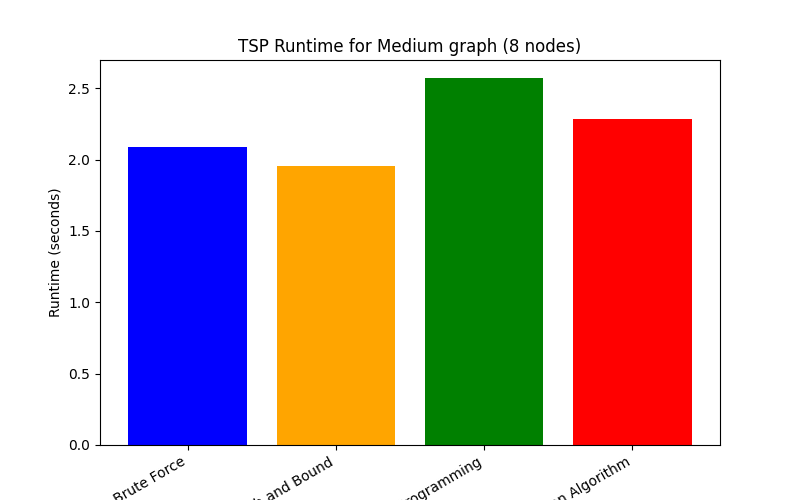 TSP Runtime for Medium graph (8 nodes)
Runtime (seconds)
2.5
2.0
1.5
1.0
0.5
0.0
Brute Force
and Bound
Algorithm